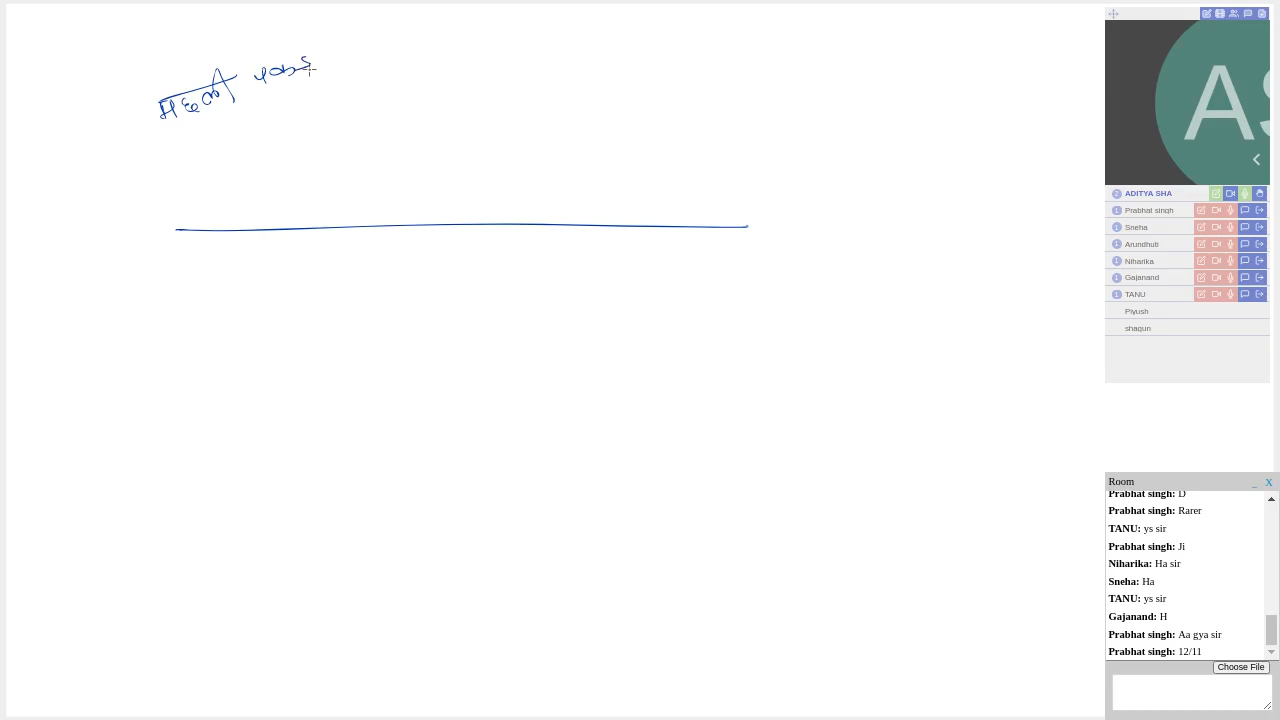 AS
ADITYA SHA
Prabhat singh
Sneha
Arundhub
Niharika
Gajanand
TANU
Piyush
shagun
Room
_ X
Prabhat singh: D
Prabhat singh: Rarer
TANU: ys sir
Prabhat singh: Ji
Niharika: Ha sir
Sneha: Ha
TANU: ys sir
Gajanand: H
Prabhat singh: Aa gya sir
Prabhat singh: 12/11
Choose File